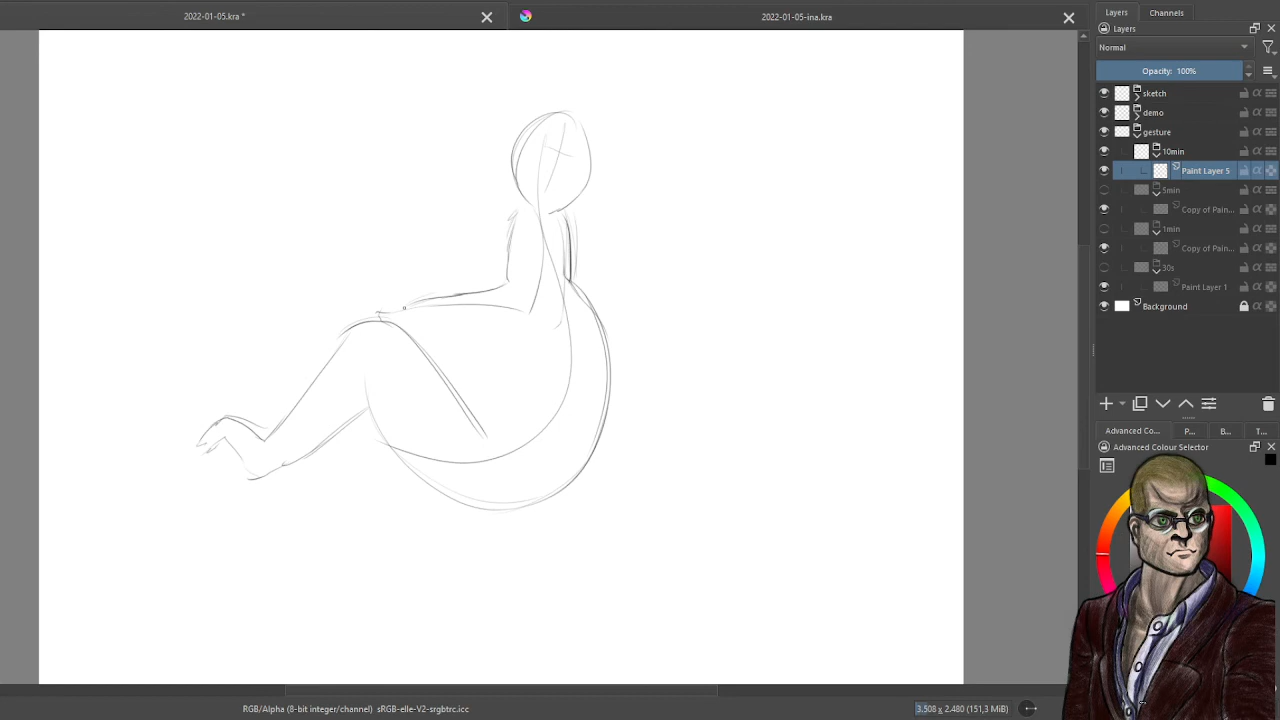 2022-01-05.kra *
2022-01-05-ina.kra
Layers
Channels
Layers
Normal
Opacity: 100%
sketch
demo
gesture
10min
Paint Layer 5
5min
Copy of Pain...
1min
Copy of Pain...
30s
Paint Layer 1
Background
Advanced Co...
P...
B...
T...
Advanced Colour Selector
RGB/Alpha (8-bit integer/channel) sRGB-elle-V2-srgbtrc.icc
3.508 x 2.480 (151,3 MiB)